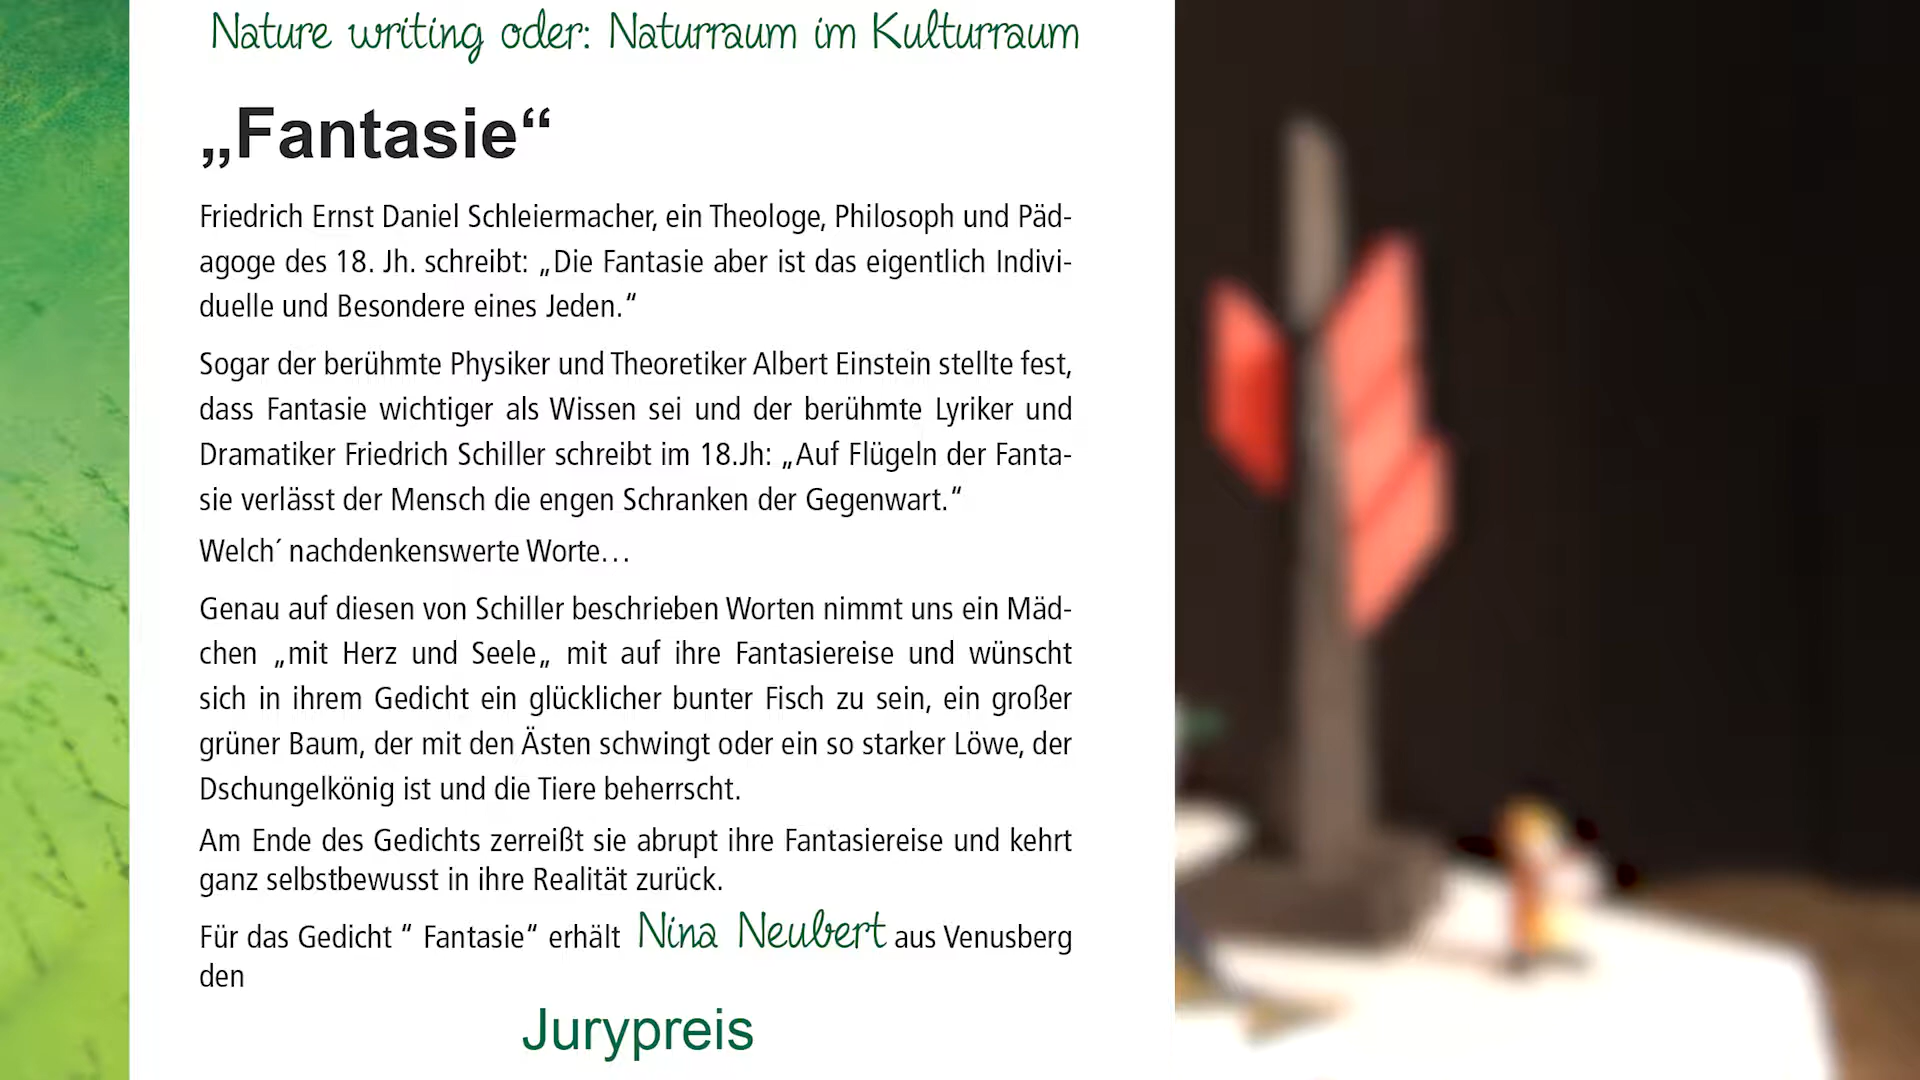 Nature writing oder: Naturraum im Kulturraum
„Fantasie“
Friedrich Ernst Daniel Schleiermacher, ein Theologe, Philosoph und Päd-
agoge des 18. Jh. schreibt: „Die Fantasie aber ist das eigentlich Indivi-
duelle und Besondere eines Jeden.“
Sogar der berühmte Physiker und Theoretiker Albert Einstein stellte fest,
dass Fantasie wichtiger als Wissen sei und der berühmte Lyriker und
Dramatiker Friedrich Schiller schreibt im 18.Jh: „Auf Flügeln der Fanta-
sie verlässt der Mensch die engen Schranken der Gegenwart.“
Welch´ nachdenkenswerte Worte…
Genau auf diesen von Schiller beschrieben Worten nimmt uns ein Mäd-
chen „mit Herz und Seele„ mit auf ihre Fantasiereise und wünscht
sich in ihrem Gedicht ein glücklicher bunter Fisch zu sein, ein großer
grüner Baum, der mit den Ästen schwingt oder ein so starker Löwe, der
Dschungelkönig ist und die Tiere beherrscht.
Am Ende des Gedichts zerreißt sie abrupt ihre Fantasiereise und kehrt
ganz selbstbewusst in ihre Realität zurück.
Für das Gedicht “ Fantasie“ erhält Nina Neubert aus Venusberg
den
Jurypreis